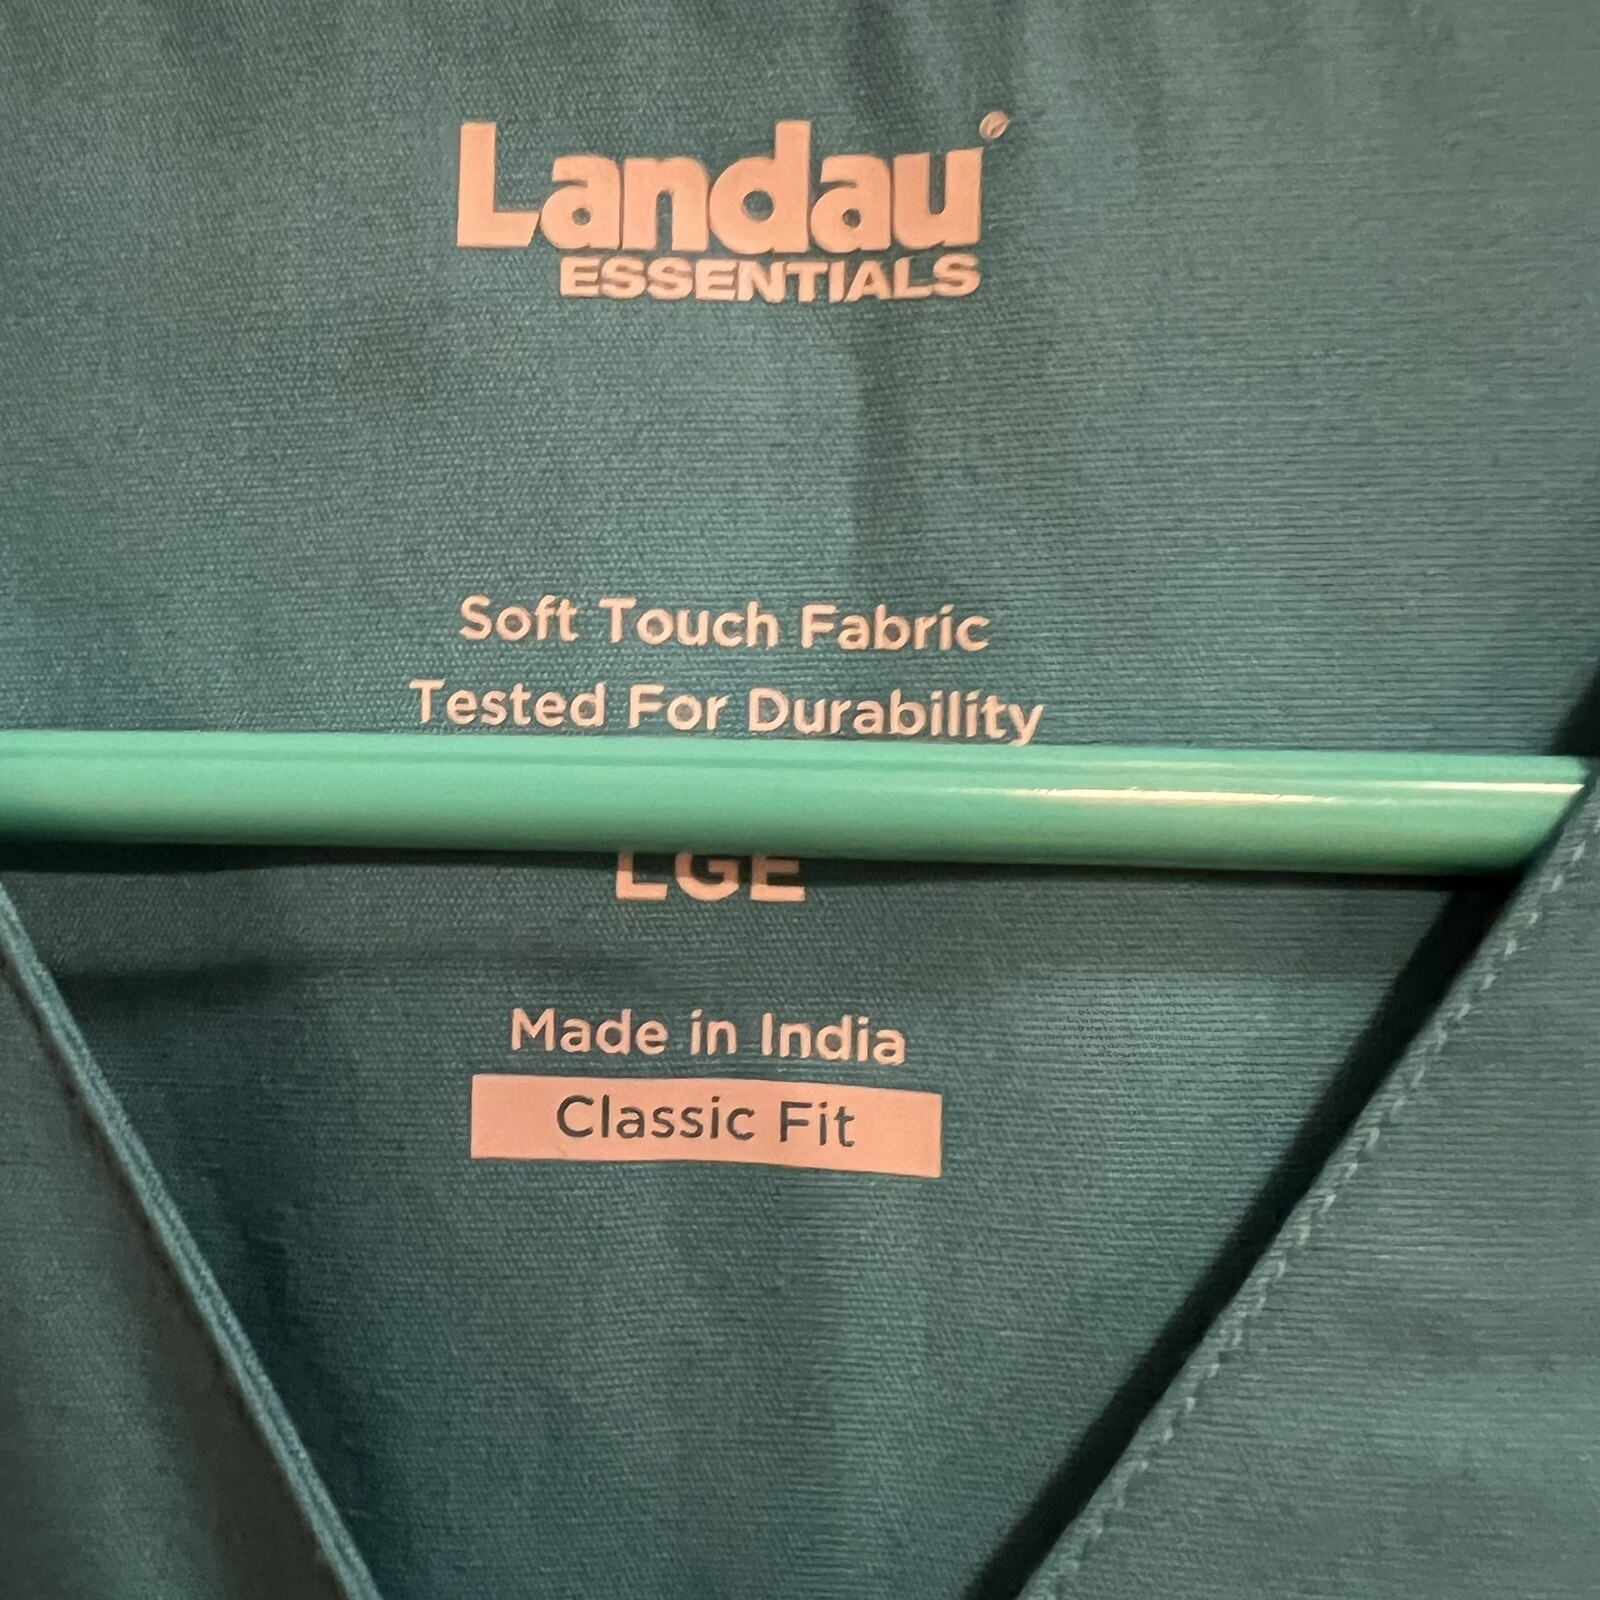 Landau®
ESSENTIALS
Soft Touch Fabric
Tested For Durability
LGE
Made in India
Classic Fit